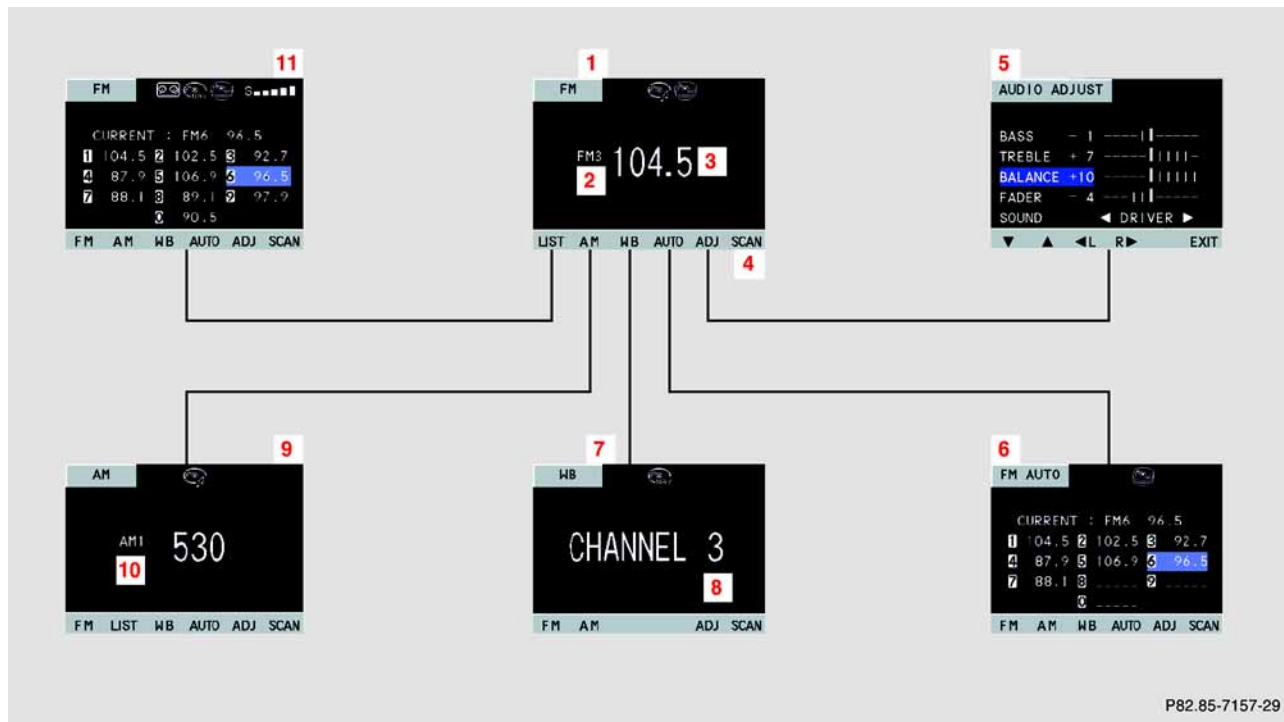 11
FM
S
CURRENT : FM6 96.5
1 104.5 2 102.5 3 92.7
4 87.9 5 106.9 6 96.5
7 88.1 8 89.1 9 97.9
0 90.5
FM AM WB AUTO ADJ SCAN
1
FM
FM3 104.5 3
2
LIST AM WB AUTO ADJ SCAN
4
5
AUDIO ADJUST
BASS - 1
TREBLE + 7
BALANCE +10
FADER - 4
SOUND ◀ DRIVER ▶
▼ ▲ ◀L R▶ EXIT
9
AM
AM1 530
10
FM LIST WB AUTO ADJ SCAN
7
WB
CHANNEL 3
8
FM AM ADJ SCAN
6
FM AUTO
CURRENT : FM6 96.5
1 104.5 2 102.5 3 92.7
4 87.9 5 106.9 6 96.5
7 88.1 8 _____ 9 _____
0 _____
FM AM WB AUTO ADJ SCAN
P82.85-7157-29